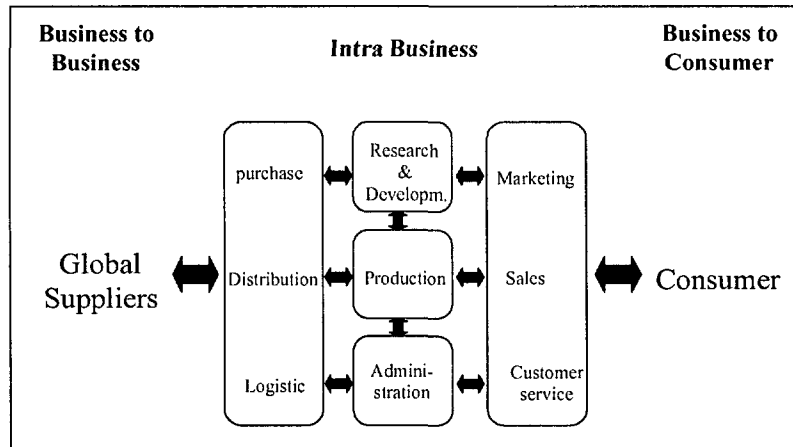 Business to
Business
Intra Business
Business to
Consumer
purchase
Research
&
Developm.
Marketing
Global
Suppliers
Distribution
Production
Sales
Consumer
Logistic
Admini-
stration
Customer
service